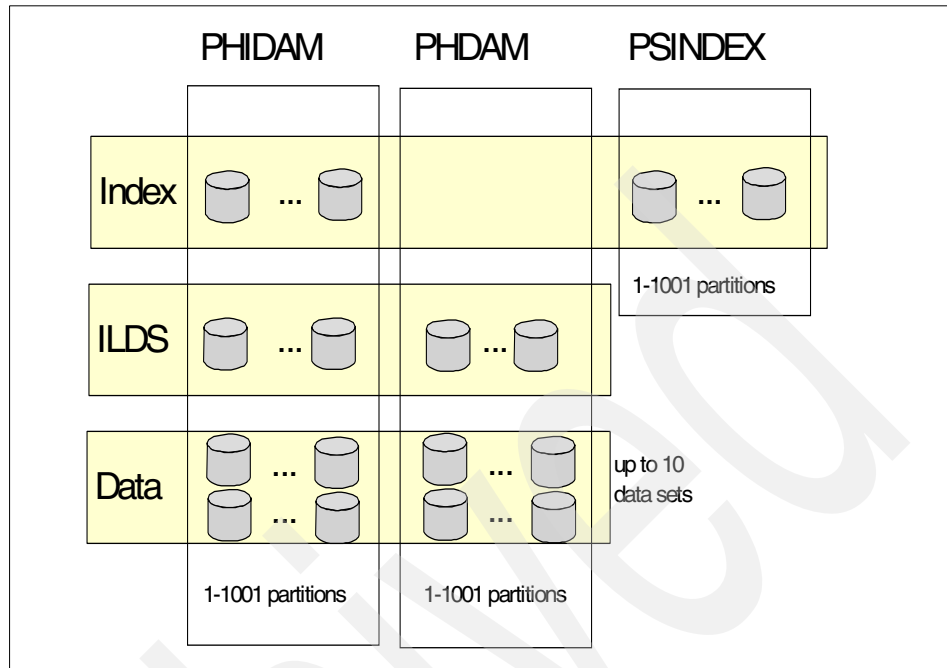 PHIDAM PHDAM PSINDEX
Index ... ...
1-1001 partitions
ILDS ... ...
Data ... ...
... ...
up to 10
data sets
1-1001 partitions 1-1001 partitions